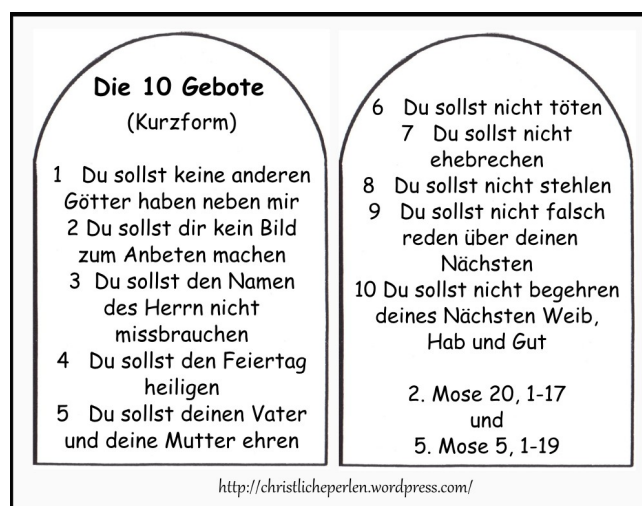 Die 10 Gebote
(Kurzform)
1 Du sollst keine anderen
Götter haben neben mir
2 Du sollst dir kein Bild
zum Anbeten machen
3 Du sollst den Namen
des Herrn nicht
missbrauchen
4 Du sollst den Feiertag
heiligen
5 Du sollst deinen Vater
und deine Mutter ehren
6 Du sollst nicht töten
7 Du sollst nicht
ehebrechen
8 Du sollst nicht stehlen
9 Du sollst nicht falsch
reden über deinen
Nächsten
10 Du sollst nicht begehren
deines Nächsten Weib,
Hab und Gut
2. Mose 20, 1-17
und
5. Mose 5, 1-19
http://christlicheperlen.wordpress.com/